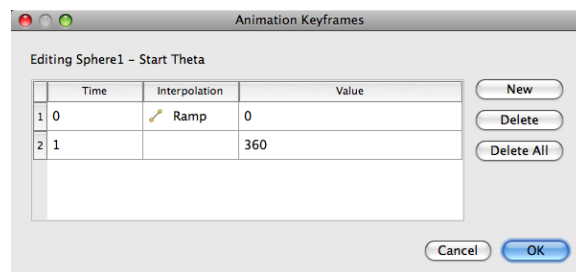 Animation Keyframes
Editing Sphere1 – Start Theta
Time Interpolation Value
1 0 Ramp 0
2 1 360
New
Delete
Delete All
Cancel OK